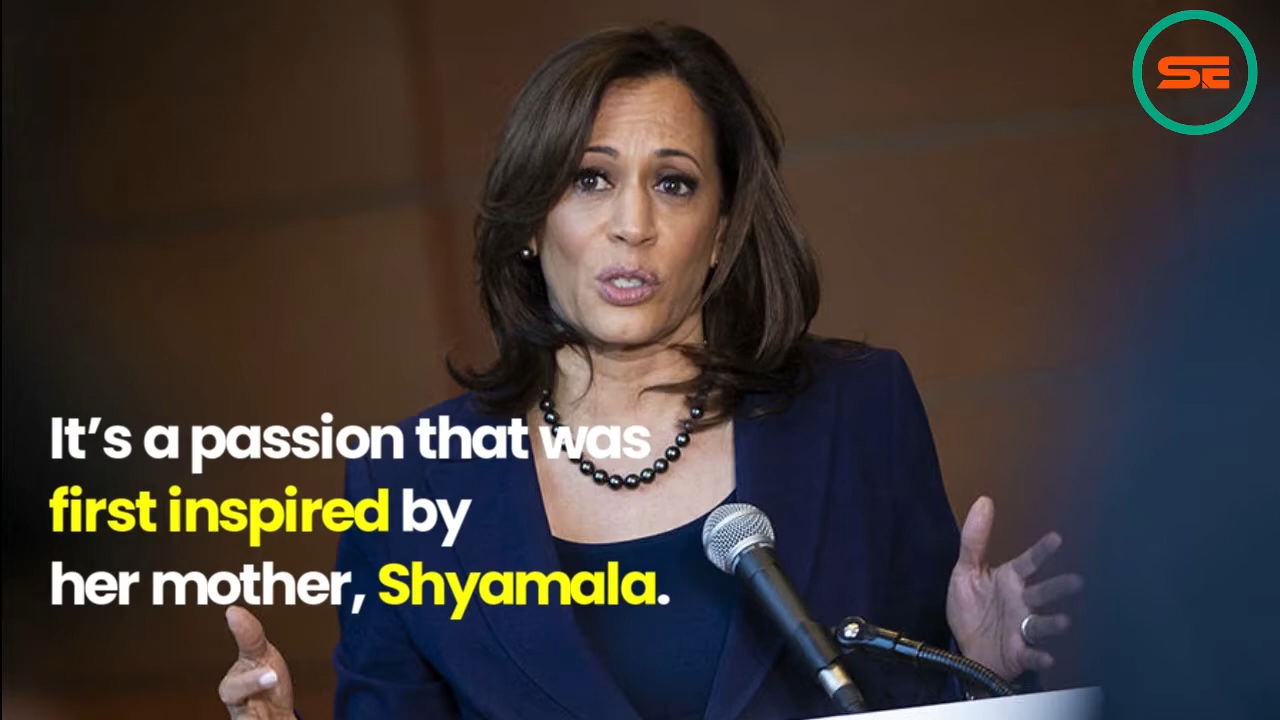 SE
It’s a passion that was
first inspired by
her mother, Shyamala.